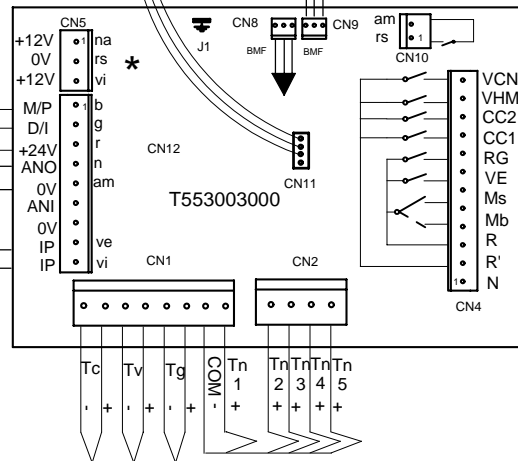 CN5
+12V 1 na
0V rs
+12V vi
*
J1
CN8
CN9
BMF
BMF
am
rs 1
CN10
M/P 1 b
D/I g
+24V r
ANO n
0V am
ANI
0V
IP ve
IP vi
CN12
CN11
T553003000
VCN
VHM
CC2
CC1
RG
VE
Ms
Mb
R
R'
1 N
CN4
CN1
CN2
Tc
- +
Tv
- +
Tg
- +
COM -
Tn 1 +
Tn 2 +
Tn 3 +
Tn 4 +
Tn 5 +